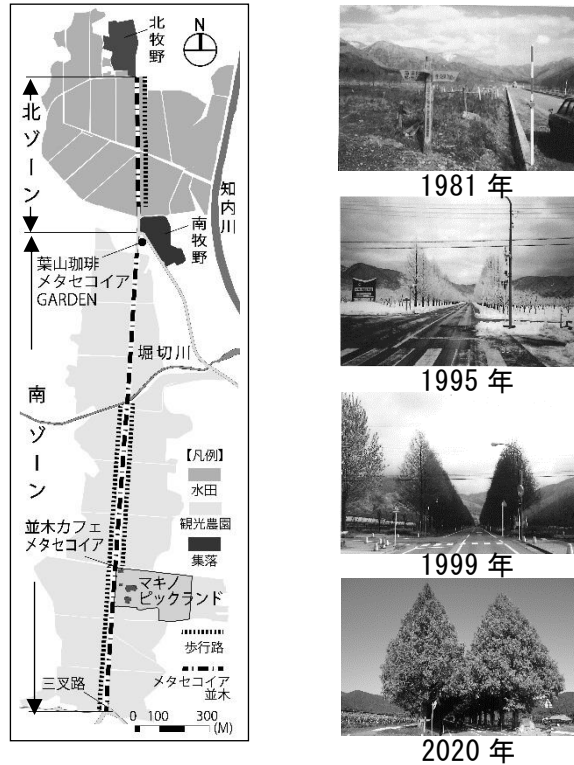 北牧野
N
北ゾーン
知内川
南牧野
葉山珈琲
メタセコイア
GARDEN
堀切川
南ゾーン
【凡例】
水田
観光農園
集落
並木カフェ
メタセコイア
マキノ
ピックランド
歩行路
メタセコイア
並木
三叉路
0 100 300
(M)
1981 年
1995 年
1999 年
2020 年